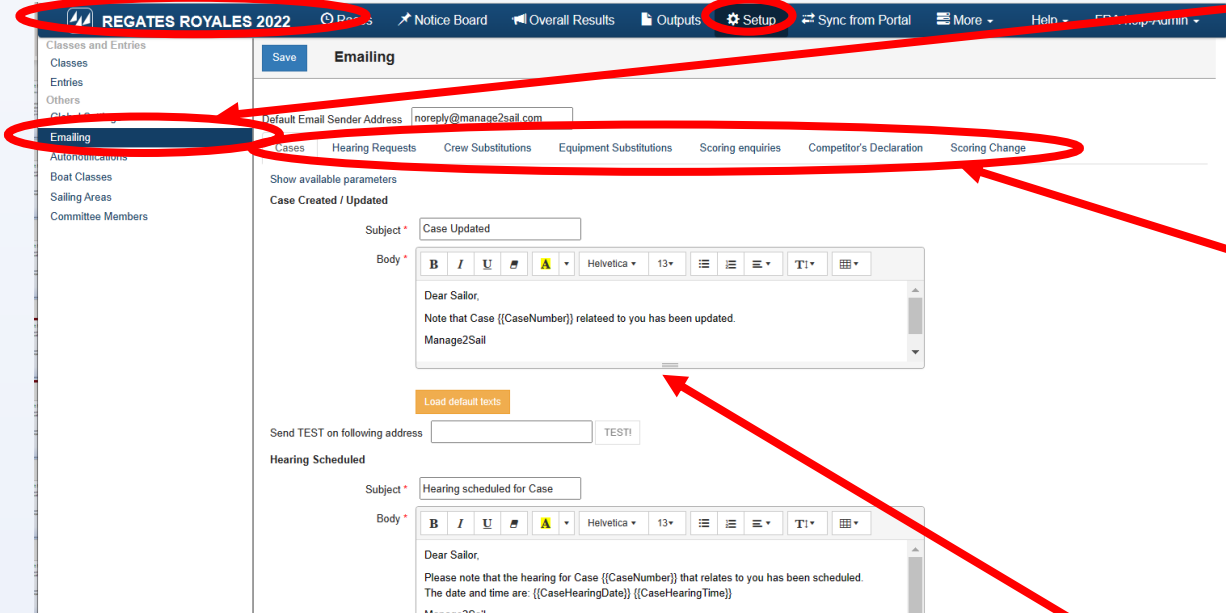 REGATES ROYALES 2022 Notice Board Overall Results Outputs Setup Sync from Portal More Help
Classes and Entries
Classes
Entries
Others
Emailing
Autonotifications
Boat Classes
Sailing Areas
Committee Members
Save Emailing
Default Email Sender Address noreply@manage2sail.com
Cases Hearing Requests Crew Substitutions Equipment Substitutions Scoring enquiries Competitor's Declaration Scoring Change
Show available parameters
Case Created / Updated
Subject * Case Updated
Body * B I U A Helvetica 13 TI
Dear Sailor,
Note that Case {{CaseNumber}} relateed to you has been updated.
Manage2Sail
Load default texts
Send TEST on following address TEST!
Hearing Scheduled
Subject * Hearing scheduled for Case
Body * B I U A Helvetica 13 TI
Dear Sailor,
Please note that the hearing for Case {{CaseNumber}} that relates to you has been scheduled.
The date and time are: {{CaseHearingDate}} {{CaseHearingTime}}
Manage2Sail